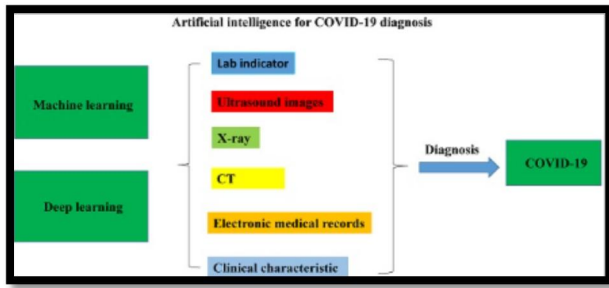 Artificial intelligence for COVID-19 diagnosis
Machine learning
Deep learning
Lab indicator
Ultrasound images
X-ray
CT
Electronic medical records
Clinical characteristic
Diagnosis
COVID-19